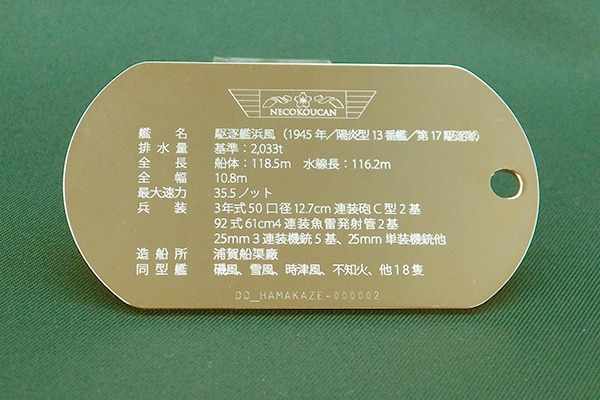 NECOKOUCAN
艦名 駆逐艦浜風（1945年／陽炎型13番艦／第17駆逐隊）
排水量 基準：2,033t
全長 船体：118.5m 水線長：116.2m
全幅 10.8m
最大速力 35.5ノット
兵装 3年式50口径12.7cm連装砲C型2基
92式61cm4連装魚雷発射管2基
25mm3連装機銃5基、25mm単装機銃他
造船所 浦賀船渠廠
同型艦 磯風、雪風、時津風、不知火、他18隻
DD_HAMAKAZE-000002